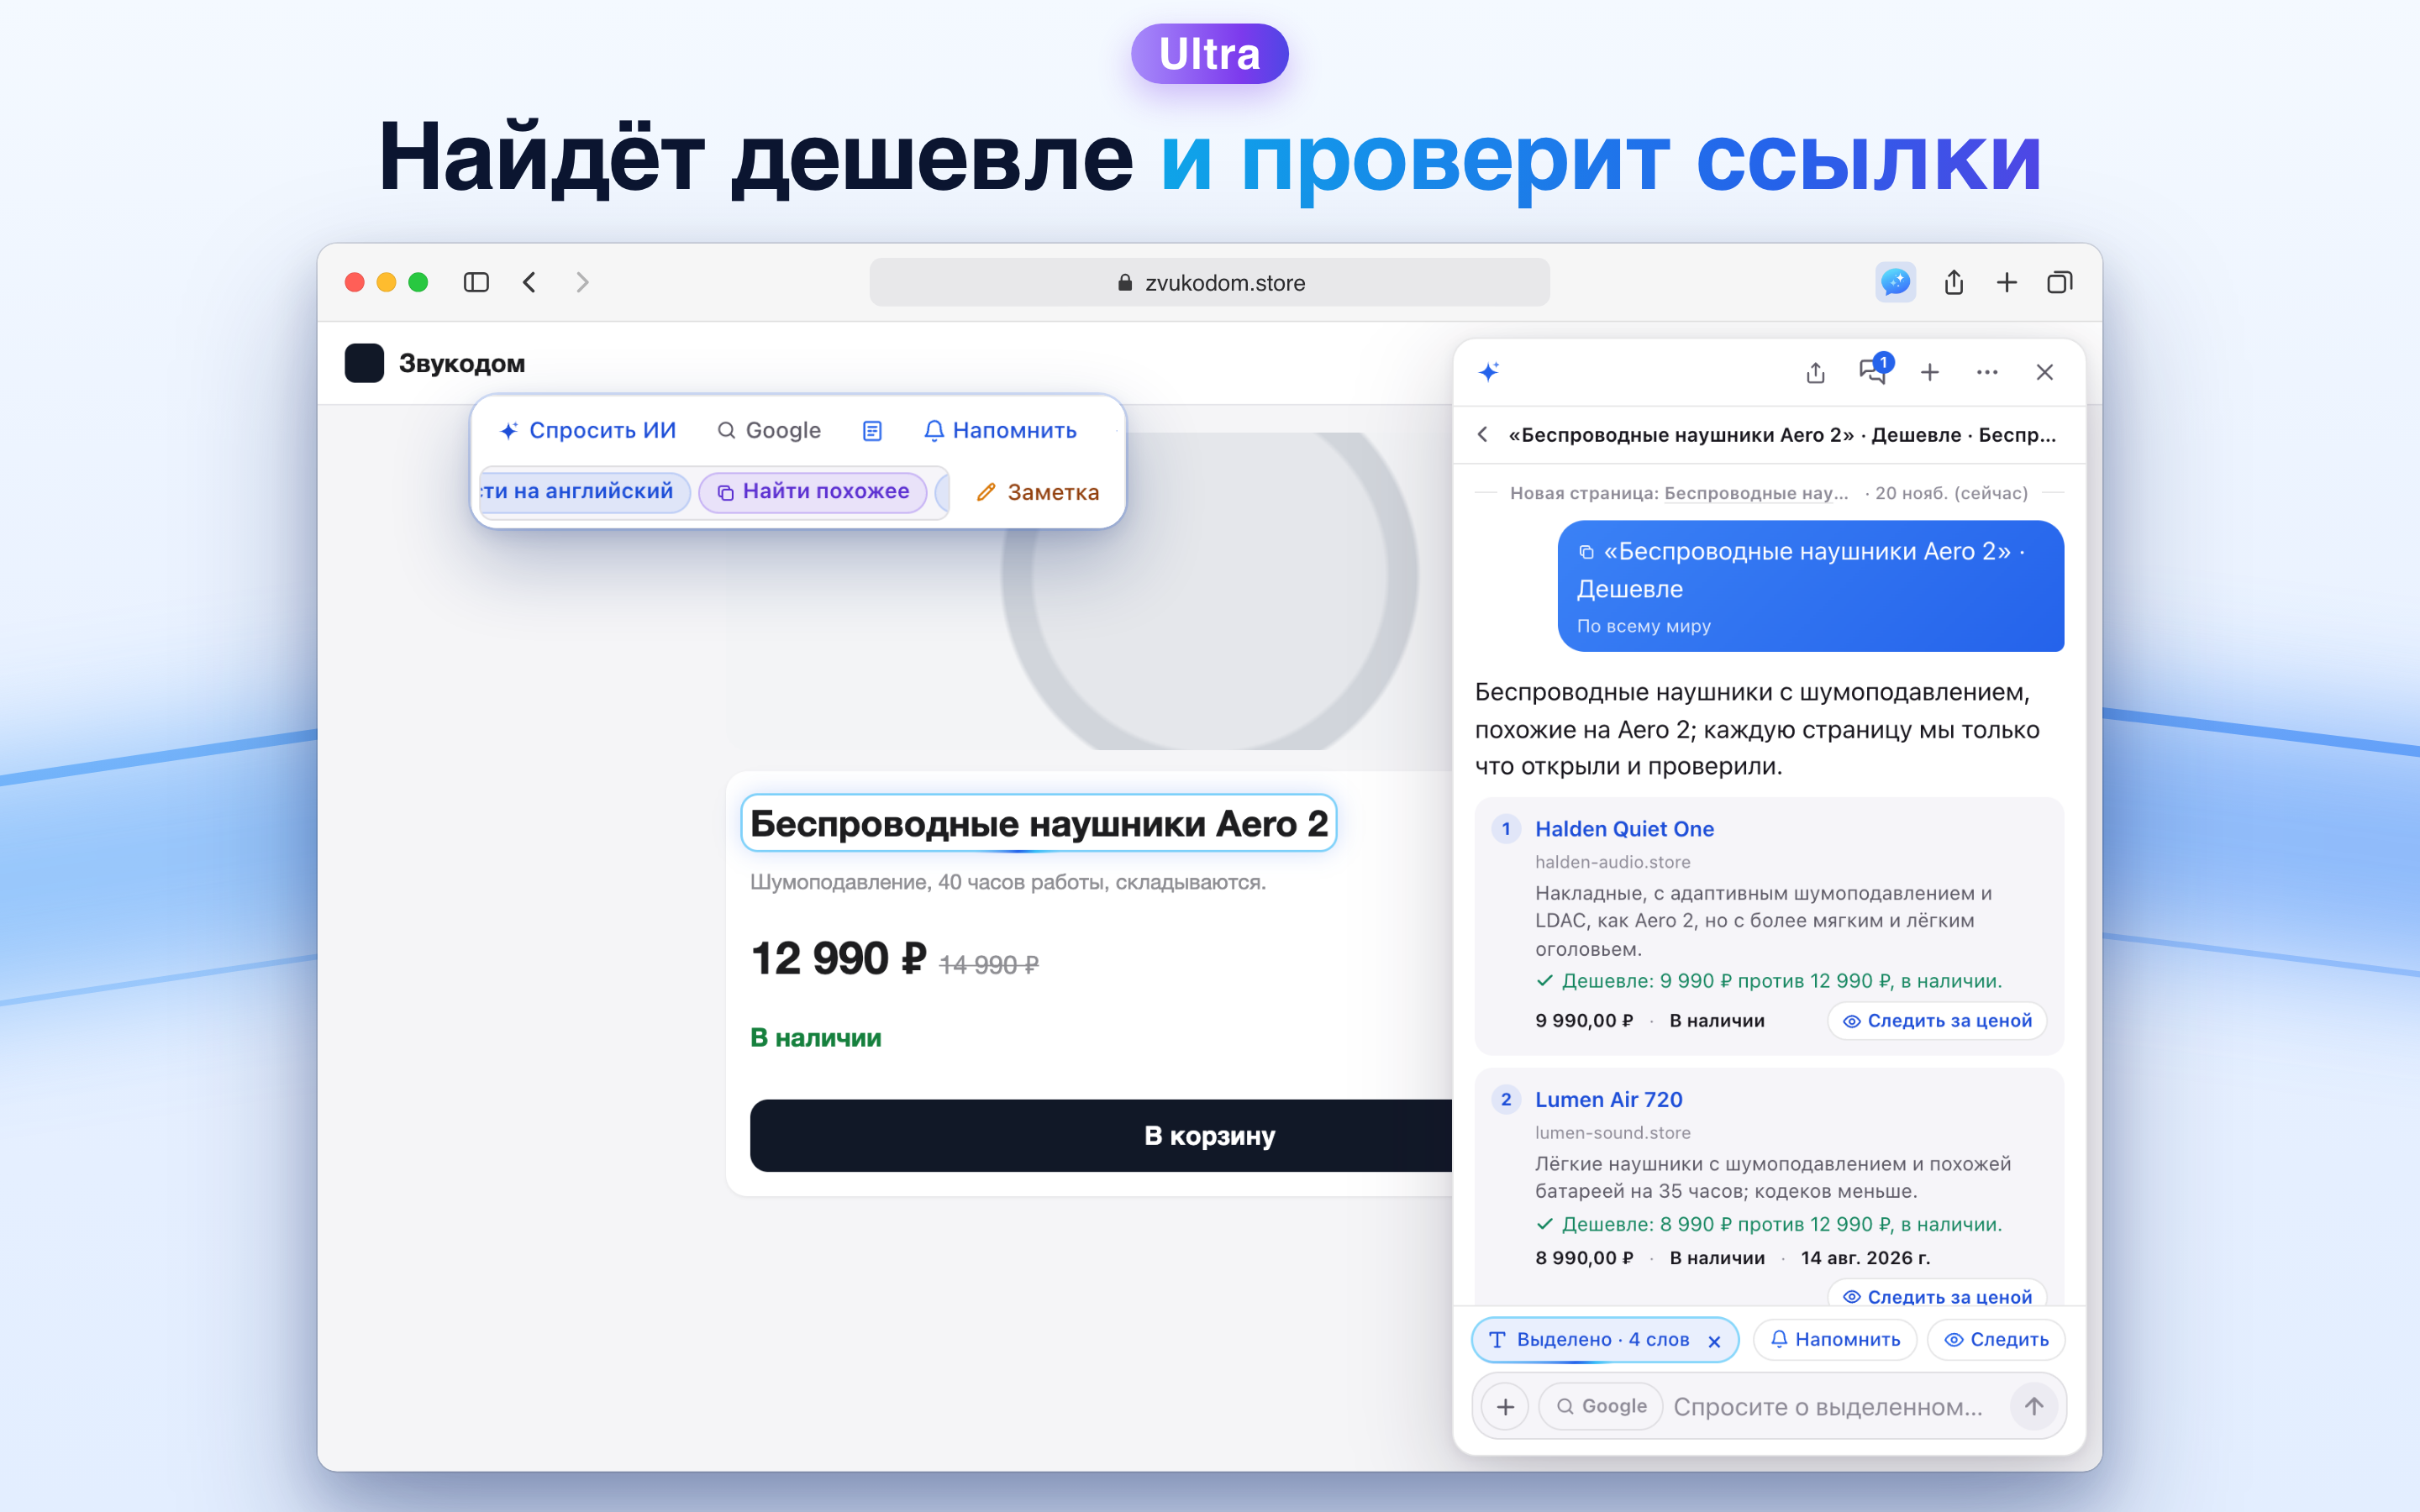 Ultra
Найдёт дешевле и проверит ссылки
zvukodom.store
Звукодом
Спросить ИИ
Google
Напомнить
ти на английский
Найти похожее
Заметка
Беспроводные наушники Aero 2
Шумоподавление, 40 часов работы, складываются.
12 990 ₽ 14 990 ₽
В наличии
В корзину
1
«Беспроводные наушники Aero 2» · Дешевле · Беспр...
Новая страница: Беспроводные нау... · 20 нояб. (сейчас)
«Беспроводные наушники Aero 2» ·
Дешевле
По всему миру
Беспроводные наушники с шумоподавлением,
похожие на Aero 2; каждую страницу мы только
что открыли и проверили.
1 Halden Quiet One
halden-audio.store
Накладные, с адаптивным шумоподавлением и
LDAC, как Aero 2, но с более мягким и лёгким
оголовьем.
Дешевле: 9 990 ₽ против 12 990 ₽, в наличии.
9 990,00 ₽ · В наличии
Следить за ценой
2 Lumen Air 720
lumen-sound.store
Лёгкие наушники с шумоподавлением и похожей
батареей на 35 часов; кодеков меньше.
Дешевле: 8 990 ₽ против 12 990 ₽, в наличии.
8 990,00 ₽ · В наличии · 14 авг. 2026 г.
Следить за ценой
Выделено · 4 слов
Напомнить
Следить
Google
Спросите о выделенном...